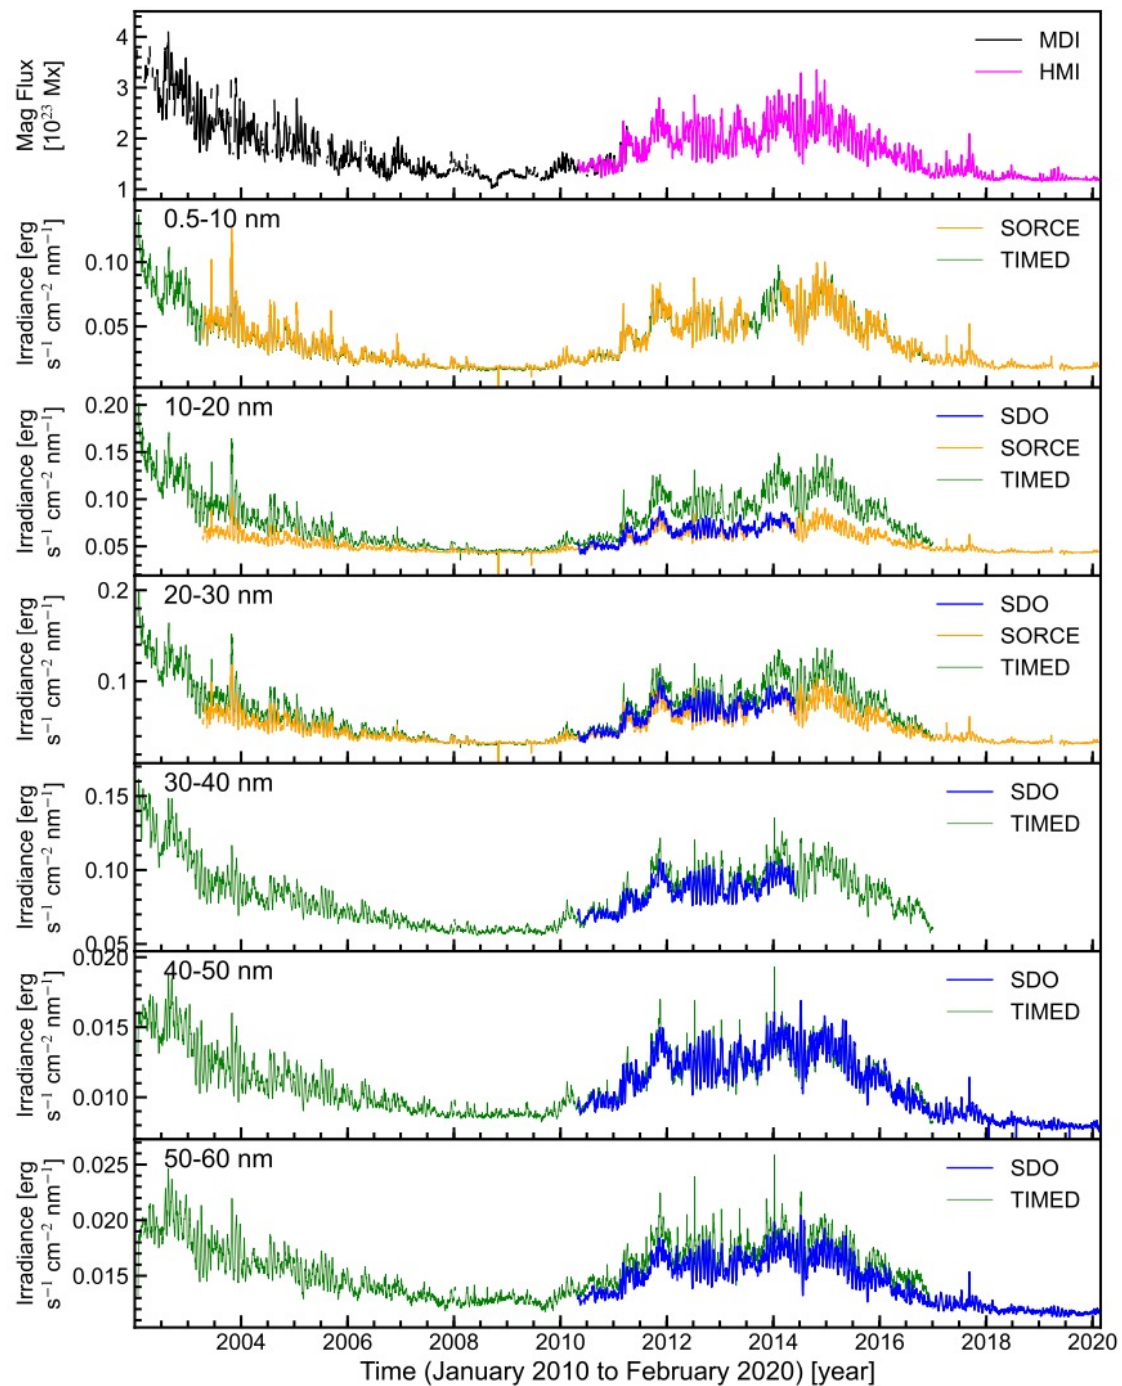 Mag Flux
[10²³ Mx]
4
3
2
1
MDI
HMI
Irradiance [erg
s⁻¹ cm⁻² nm⁻¹]
0.10
0.05
0.5-10 nm
SORCE
TIMED
Irradiance [erg
s⁻¹ cm⁻² nm⁻¹]
0.20
0.15
0.10
0.05
10-20 nm
SDO
SORCE
TIMED
Irradiance [erg
s⁻¹ cm⁻² nm⁻¹]
0.2
0.1
20-30 nm
SDO
SORCE
TIMED
Irradiance [erg
s⁻¹ cm⁻² nm⁻¹]
0.15
0.10
0.05
30-40 nm
SDO
TIMED
Irradiance [erg
s⁻¹ cm⁻² nm⁻¹]
0.020
0.015
0.010
40-50 nm
SDO
TIMED
Irradiance [erg
s⁻¹ cm⁻² nm⁻¹]
0.025
0.020
0.015
50-60 nm
SDO
TIMED
2004 2006 2008 2010 2012 2014 2016 2018 2020
Time (January 2010 to February 2020) [year]